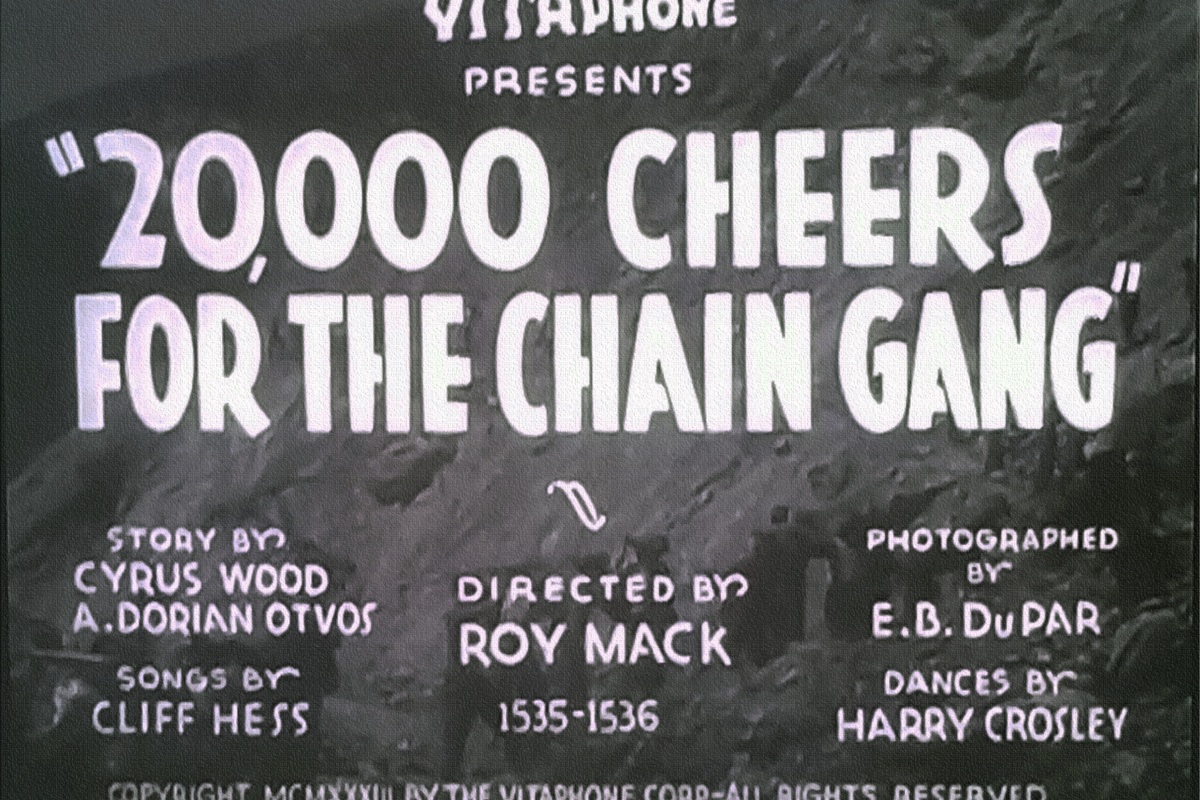 VITAPHONE
PRESENTS
"20,000 CHEERS
FOR THE CHAIN GANG"
STORY BY
CYRUS WOOD
A. DORIAN OTVOS
SONGS BY
CLIFF HESS
DIRECTED BY
ROY MACK
1535-1536
PHOTOGRAPHED
BY
E.B. DuPAR
DANCES BY
HARRY CROSLEY
COPYRIGHT MCMXXXIII BY THE VITAPHONE CORP-ALL RIGHTS RESERVED